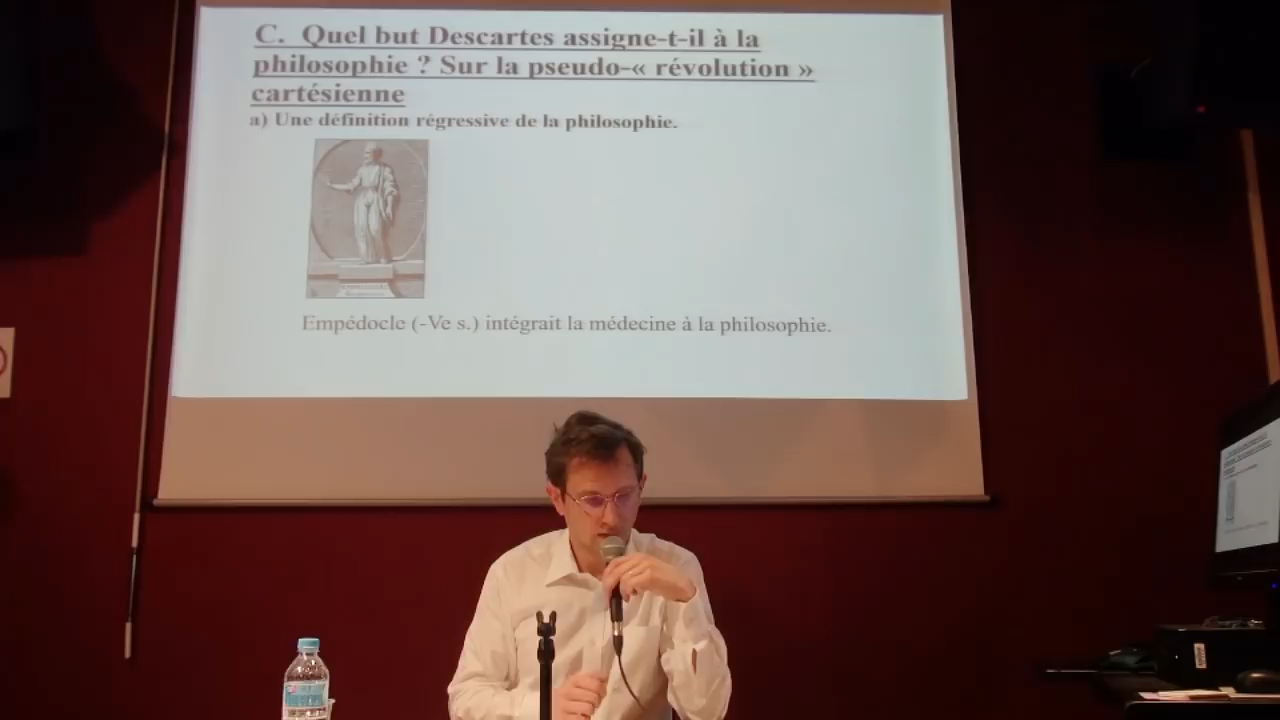 C. Quel but Descartes assigne-t-il à la
philosophie ? Sur la pseudo-« révolution »
cartésienne
a) Une définition régressive de la philosophie.
Empédocle (-Ve s.) intégrait la médecine à la philosophie.